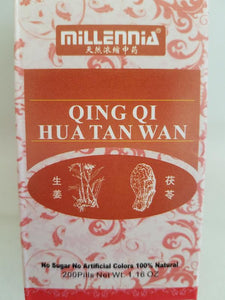 MILLENNIA®
天然浓缩中药
QING QI
HUA TAN WAN
生姜
茯苓
No Sugar No Artificial Colors 100% Natural
200Pills Net Wt. 1.16 OZ